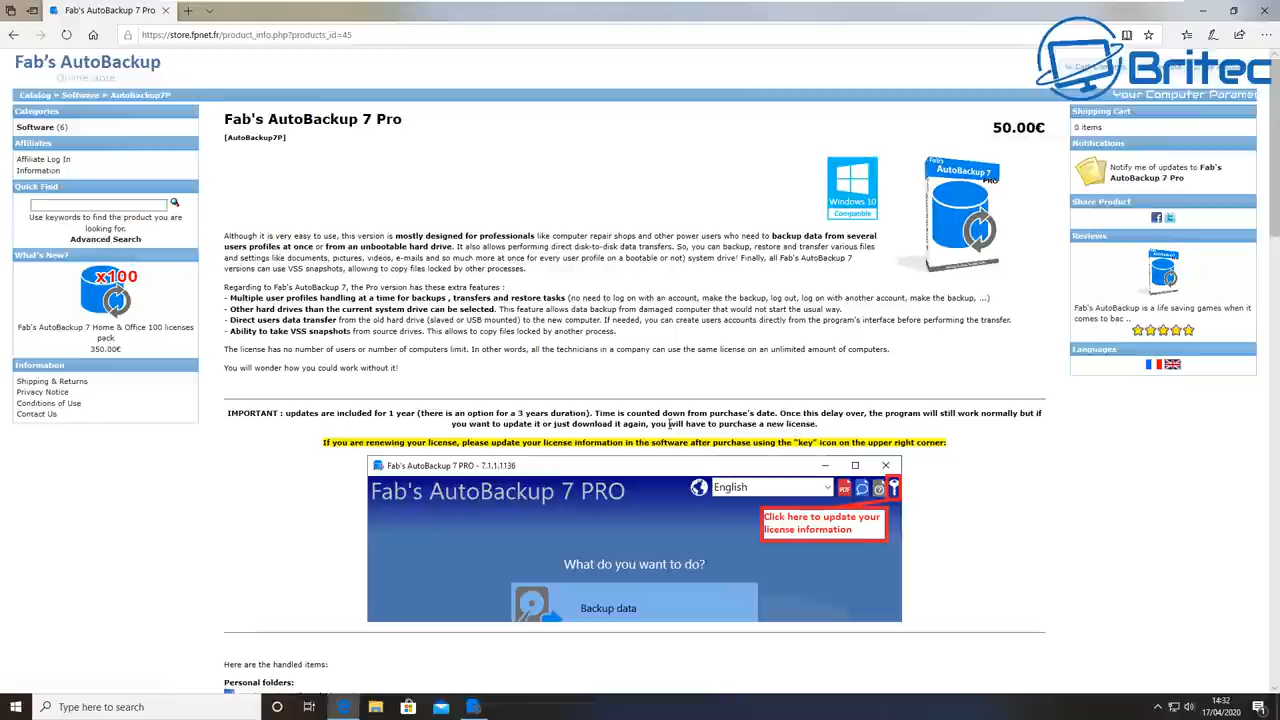 Fab's AutoBackup 7 Pro
https://store.fpnet.fr/product_info.php?products_id=45
Fab's AutoBackup
Britec
Your Computer
Catalog » Software » AutoBackup7P
Categories
Software (6)
Affiliates
Affiliate Log In
Information
Quick Find
Use keywords to find the product you are
looking for.
Advanced Search
What's New?
x100
Fab's AutoBackup 7 Home & Office 100 licenses
pack
350.00€
Information
Shipping & Returns
Privacy Notice
Conditions of Use
Contact Us
Fab's AutoBackup 7 Pro
50.00€
[AutoBackup7P]
Windows 10
Compatible
Fab's
AutoBackup 7
PRO
Although it is very easy to use, this version is mostly designed for professionals like computer repair shops and other power users who need to backup data from several
users profiles at once or from an unbootable hard drive. It also allows performing direct disk-to-disk data transfers. So, you can backup, restore and transfer various files
and settings like documents, pictures, videos, e-mails and so much more at once for every user profile on a bootable or not) system drive! Finally, all Fab's AutoBackup 7
versions can use VSS snapshots, allowing to copy files locked by other processes.
Regarding to Fab's AutoBackup 7, the Pro version has these extra features :
- Multiple user profiles handling at a time for backups , transfers and restore tasks (no need to log on with an account, make the backup, log out, log on with another account, make the backup, ...)
- Other hard drives than the current system drive can be selected. This feature allows data backup from damaged computer that would not start the usual way.
- Direct users data transfer from the old hard drive (slaved or USB mounted) to the new computer. If needed, you can create users accounts directly from the program's interface before performing the transfer.
- Ability to take VSS snapshots from source drives. This allows to copy files locked by another process.
The license has no number of users or number of computers limit. In other words, all the technicians in a company can use the same license on an unlimited amount of computers.
You will wonder how you could work without it!
IMPORTANT : updates are included for 1 year (there is an option for a 3 years duration). Time is counted down from purchase's date. Once this delay over, the program will still work normally but if
you want to update it or just download it again, you will have to purchase a new license.
If you are renewing your license, please update your license information in the software after purchase using the "key" icon on the upper right corner:
Fab's AutoBackup 7 PRO - 7.1.1.1136
Fab's AutoBackup 7 PRO
English
PDF
Click here to update your
license information
What do you want to do?
Backup data
Here are the handled items:
Personal folders:
Shopping Cart
0 items
Notifications
Notify me of updates to Fab's
AutoBackup 7 Pro
Share Product
Reviews
Fab's AutoBackup is a life saving games when it
comes to bac ..
Languages
Type here to search
14:32
17/04/2020